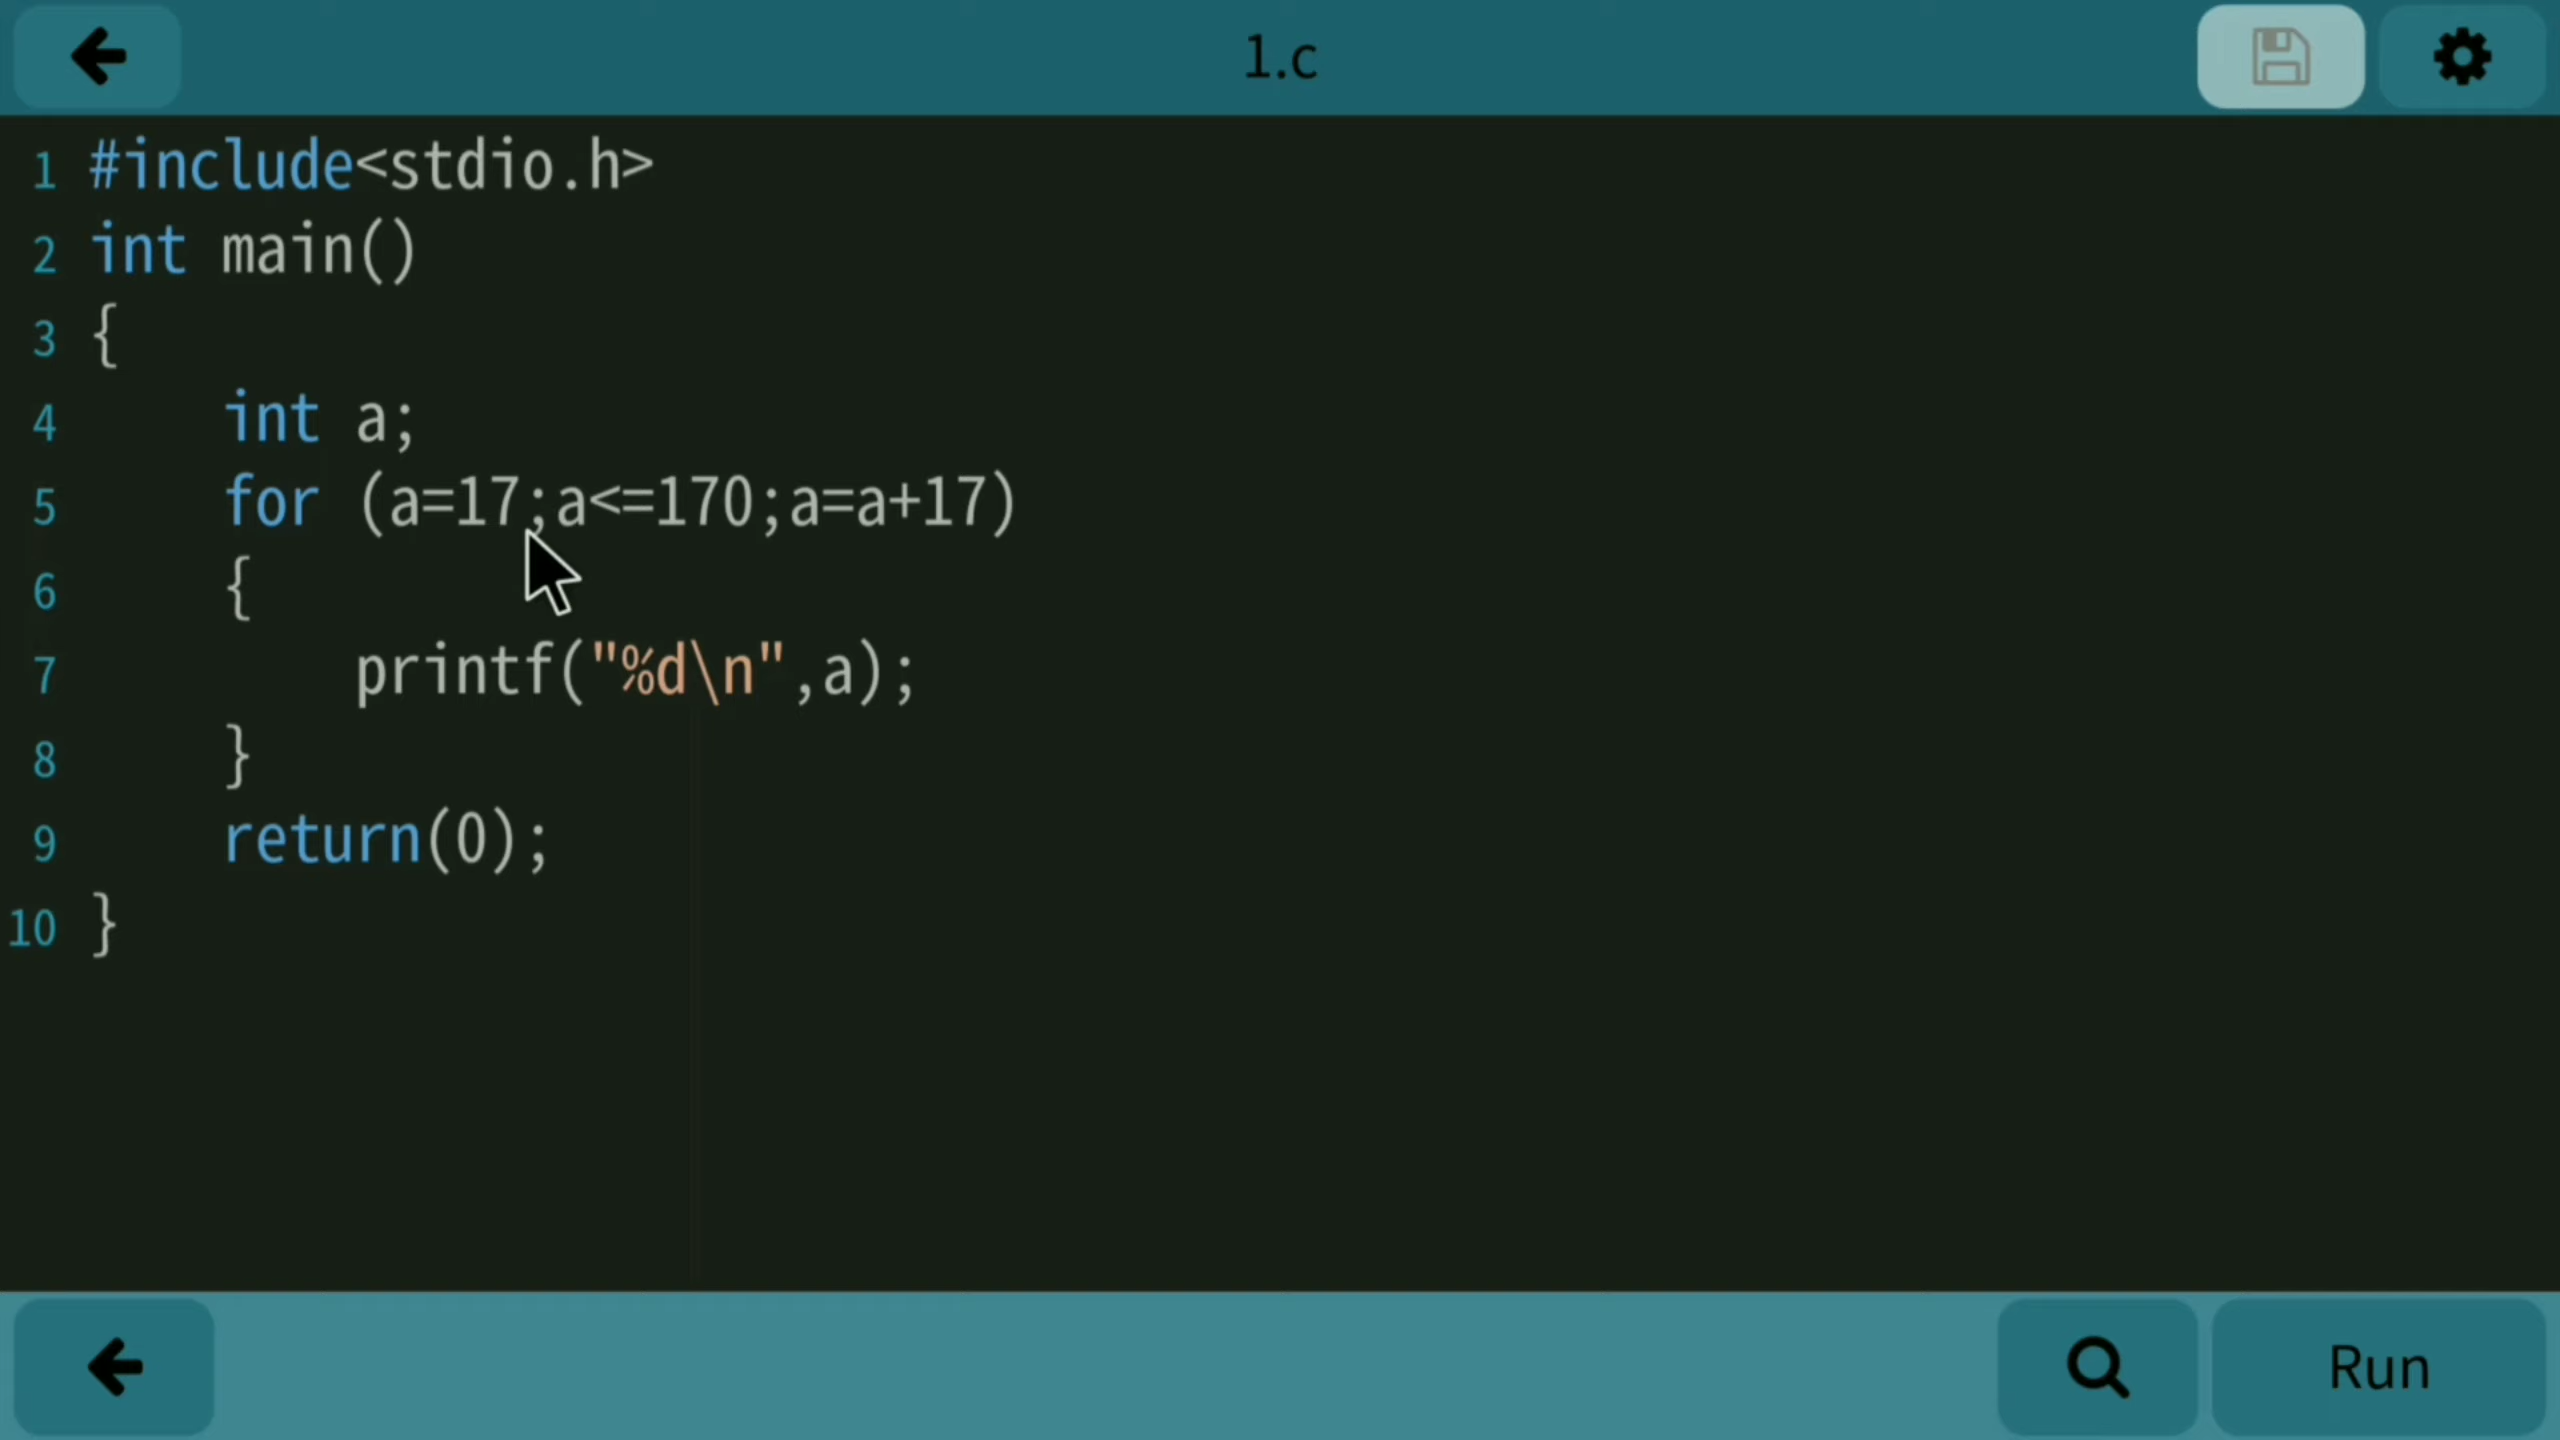 1.c
1 #include<stdio.h>
2 int main()
3 {
4     int a;
5     for (a=17;a<=170;a=a+17)
6     {
7         printf("%d\n",a);
8     }
9     return(0);
10 }
Run